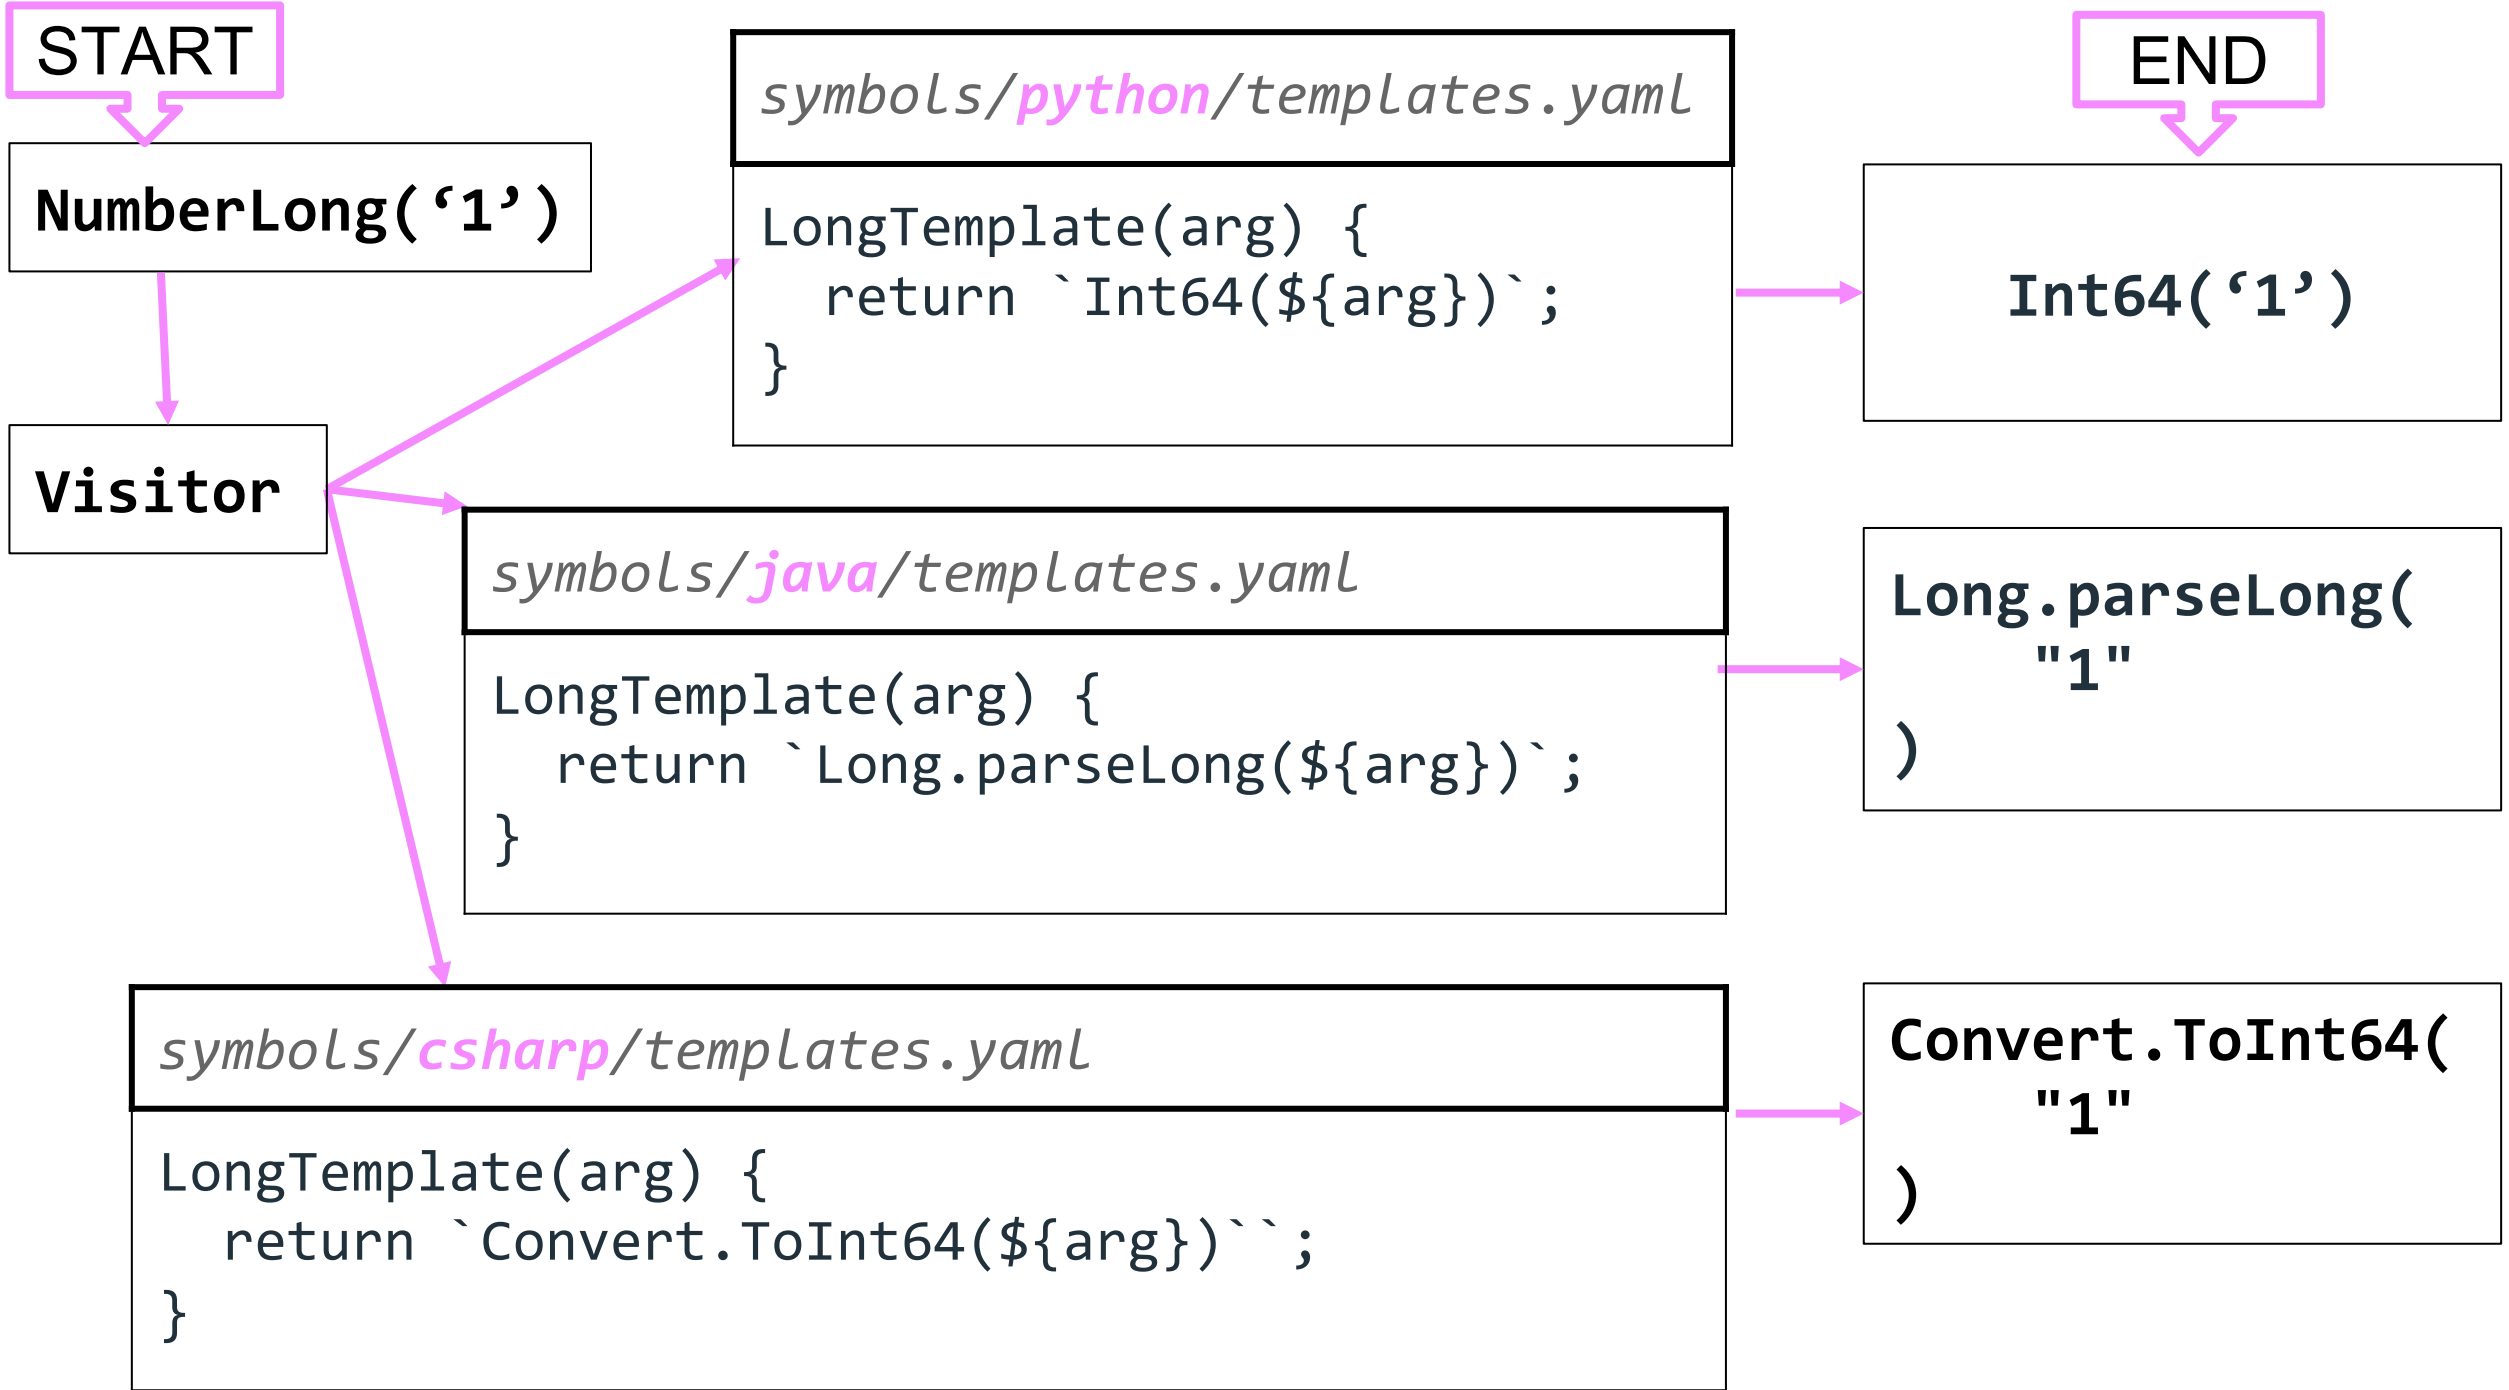 START
NumberLong(‘1’)
Visitor
symbols/python/templates.yaml
LongTemplate(arg) {
  return `Int64(${arg})`;
}
END
Int64(‘1’)
symbols/java/templates.yaml
LongTemplate(arg) {
  return `Long.parseLong(${arg})`;
}
Long.parseLong(
"1"
)
symbols/csharp/templates.yaml
LongTemplate(arg) {
  return `Convert.ToInt64(${arg})``;
}
Convert.ToInt64(
"1"
)